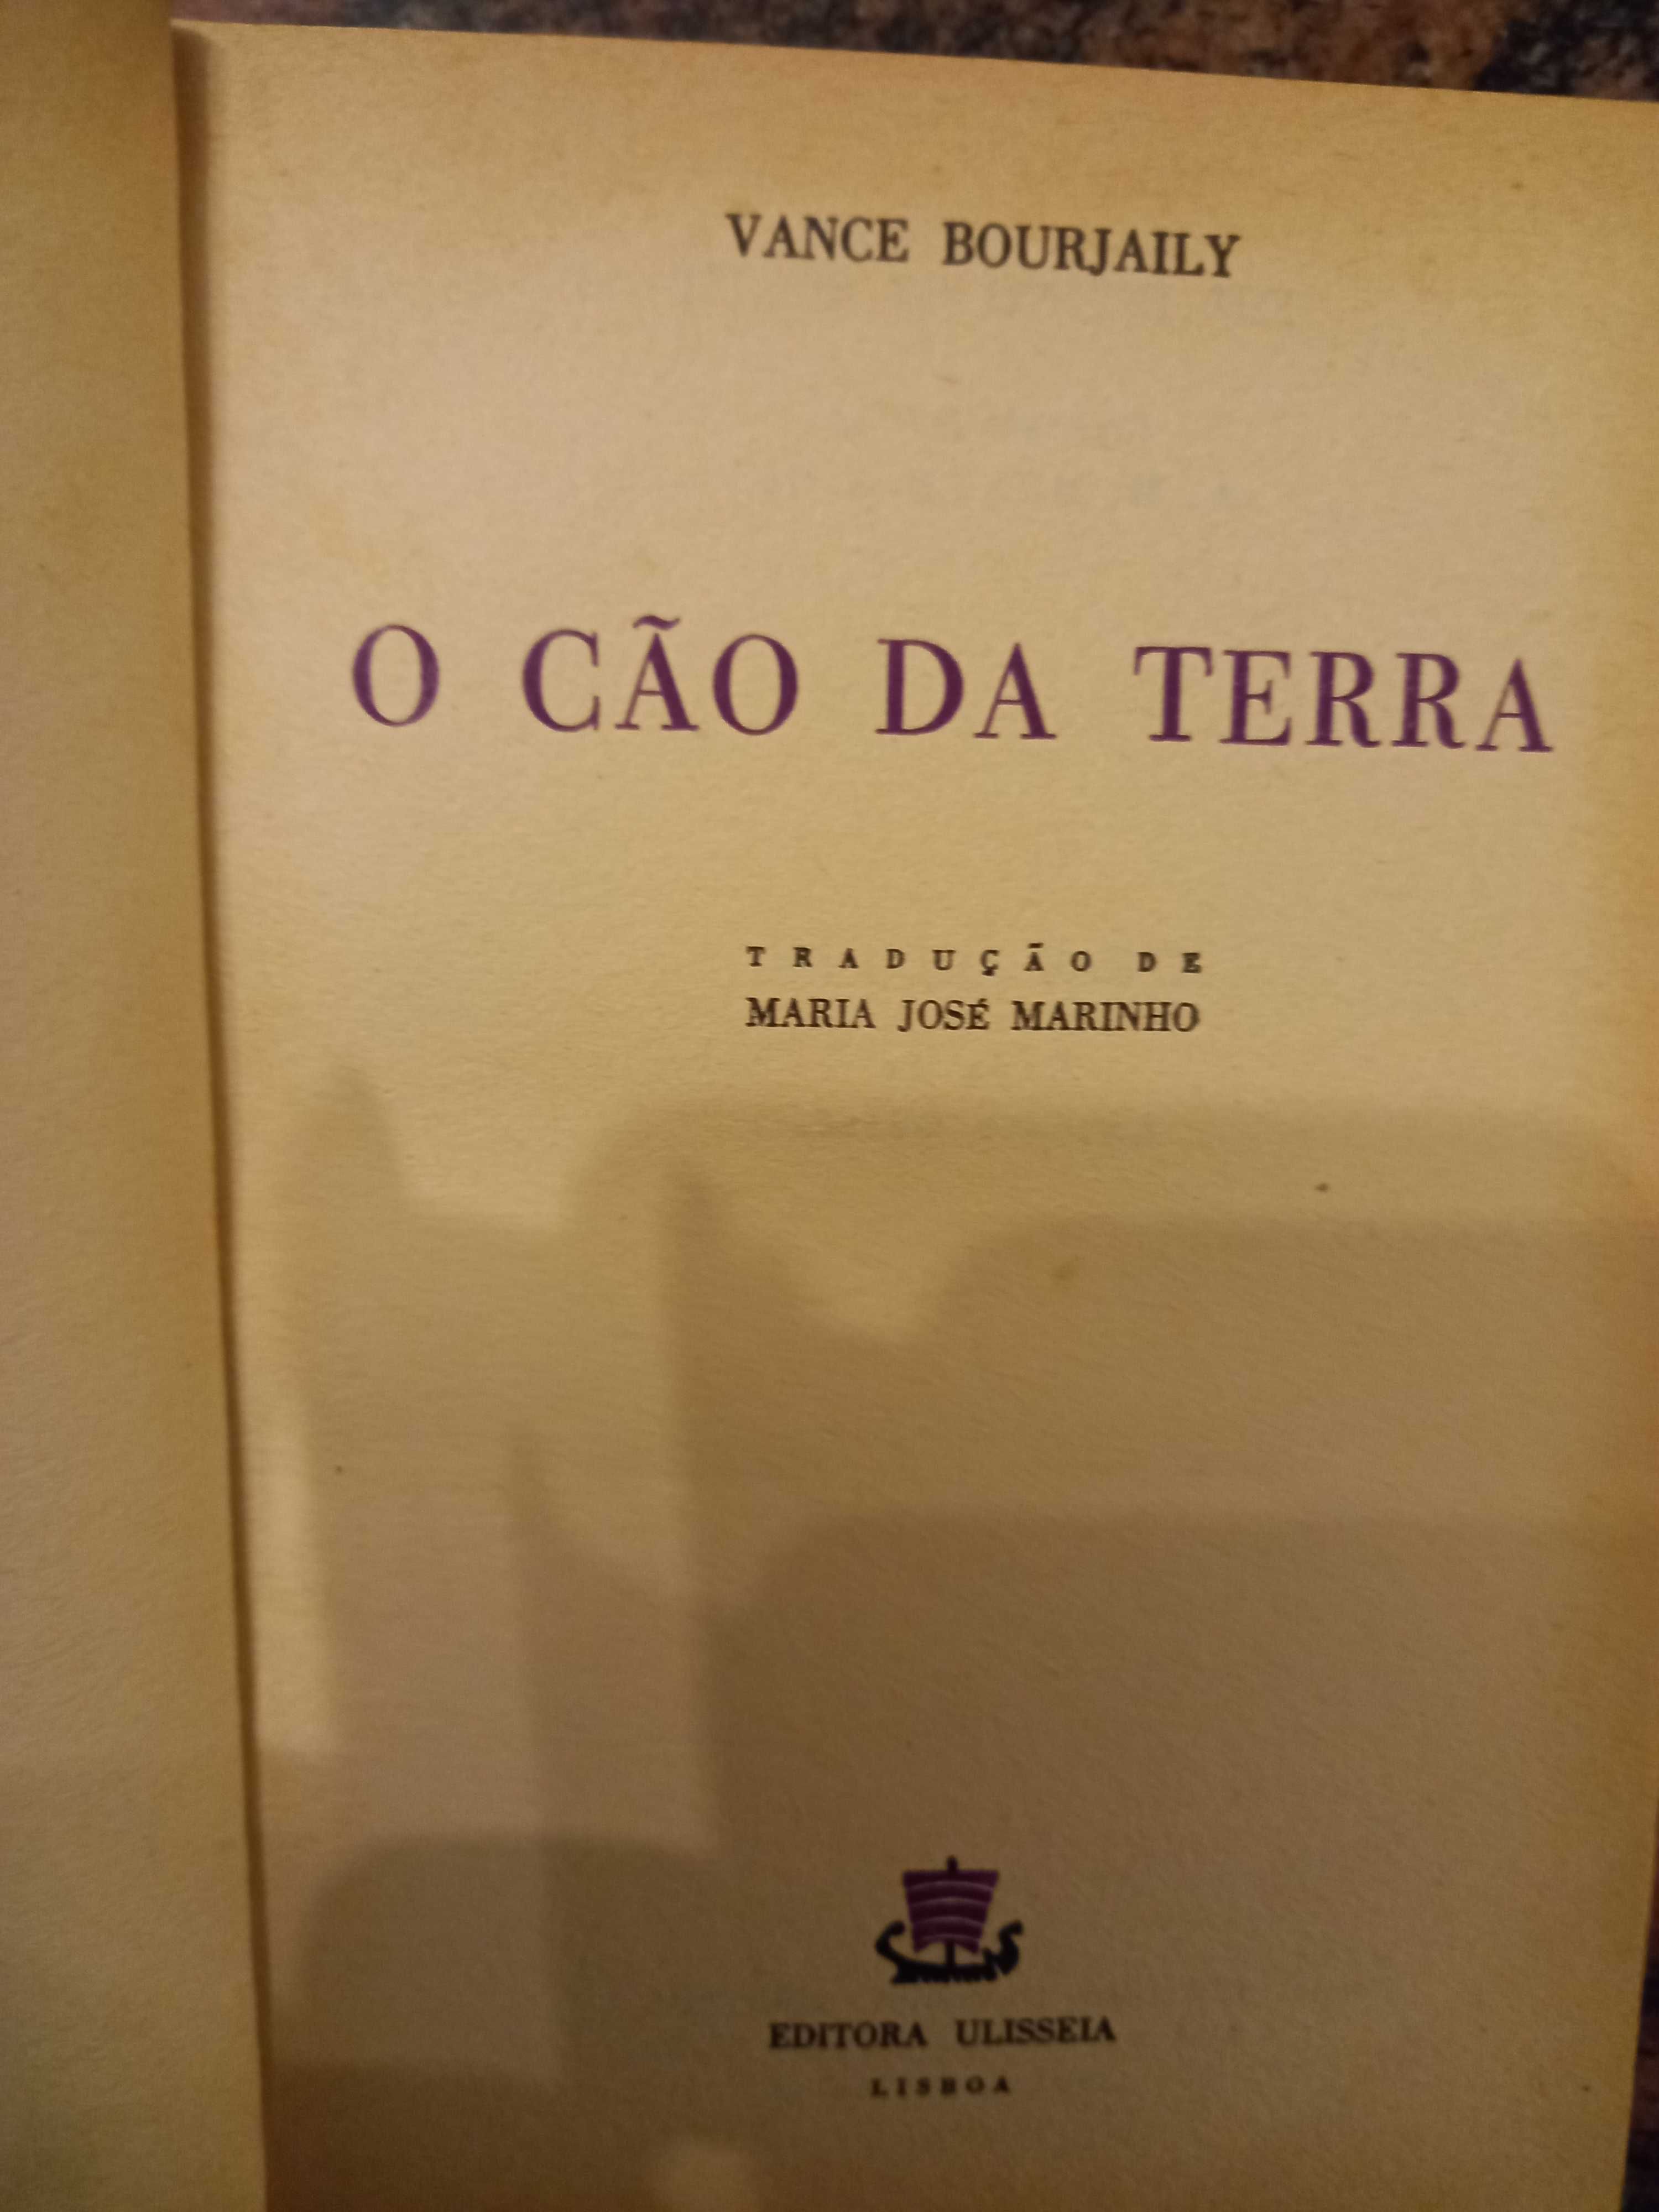 VANCE BOURJAILY
O CÃO DA TERRA
TRADUÇÃO DE
MARIA JOSÉ MARINHO
EDITORA ULISSEIA
LISBOA